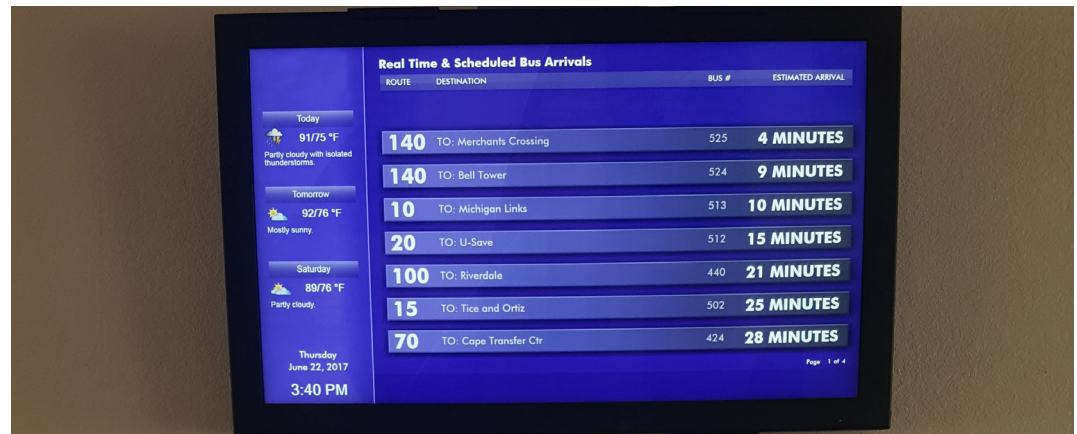 Real Time & Scheduled Bus Arrivals
ROUTE DESTINATION BUS # ESTIMATED ARRIVAL
140 TO: Merchants Crossing 525 4 MINUTES
140 TO: Bell Tower 524 9 MINUTES
10 TO: Michigan Links 513 10 MINUTES
20 TO: U-Save 512 15 MINUTES
100 TO: Riverdale 440 21 MINUTES
15 TO: Tice and Ortiz 502 25 MINUTES
70 TO: Cape Transfer Ctr 424 28 MINUTES
Page 1 of 4
Today
91/75 °F
Partly cloudy with isolated
thunderstorms.
Tomorrow
92/76 °F
Mostly sunny.
Saturday
89/76 °F
Partly cloudy.
Thursday
June 22, 2017
3:40 PM